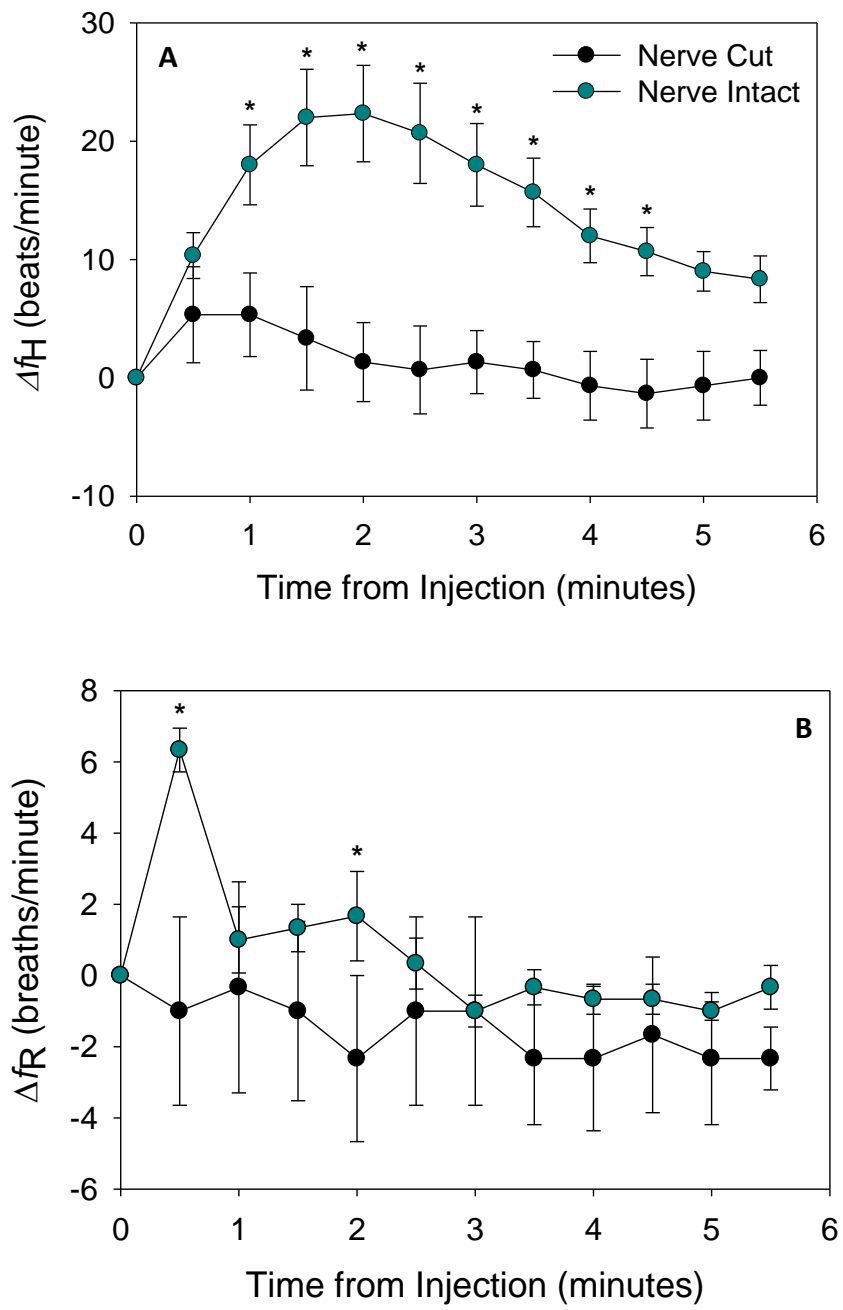 30
A
* * * * * * * *
Nerve Cut
Nerve Intact
20
10
0
-10
ΔfH (beats/minute)
0 1 2 3 4 5 6
Time from Injection (minutes)
8
*
B
6
4
*
2
0
-2
-4
-6
ΔfR (breaths/minute)
0 1 2 3 4 5 6
Time from Injection (minutes)